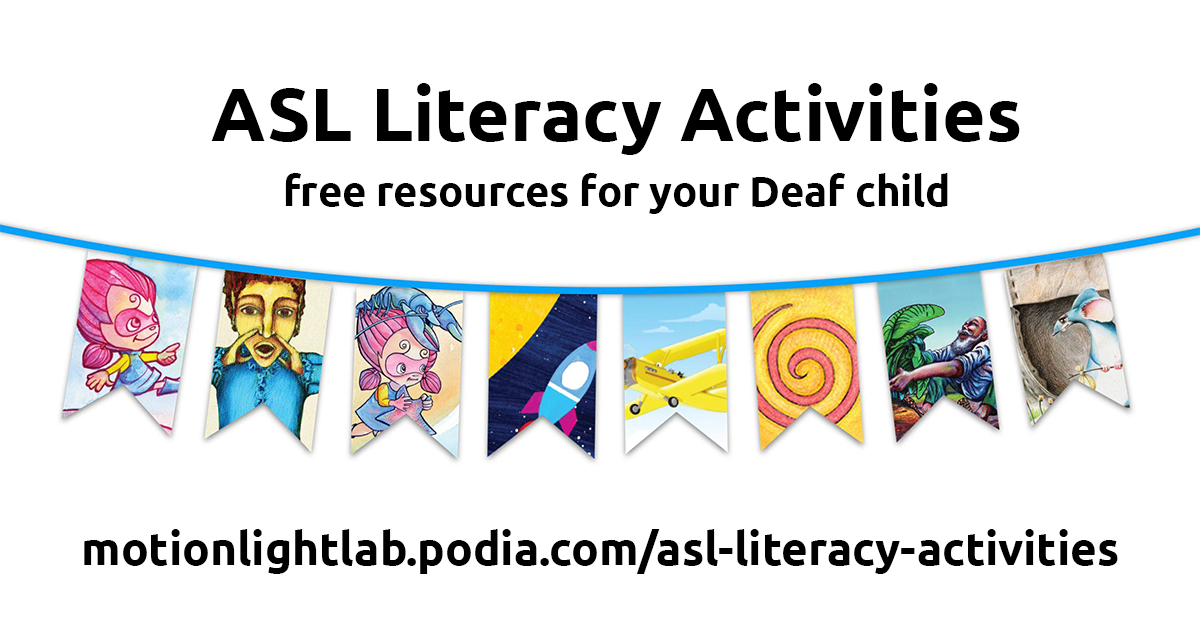 ASL Literacy Activities
free resources for your Deaf child
motionlightlab.podia.com/asl-literacy-activities